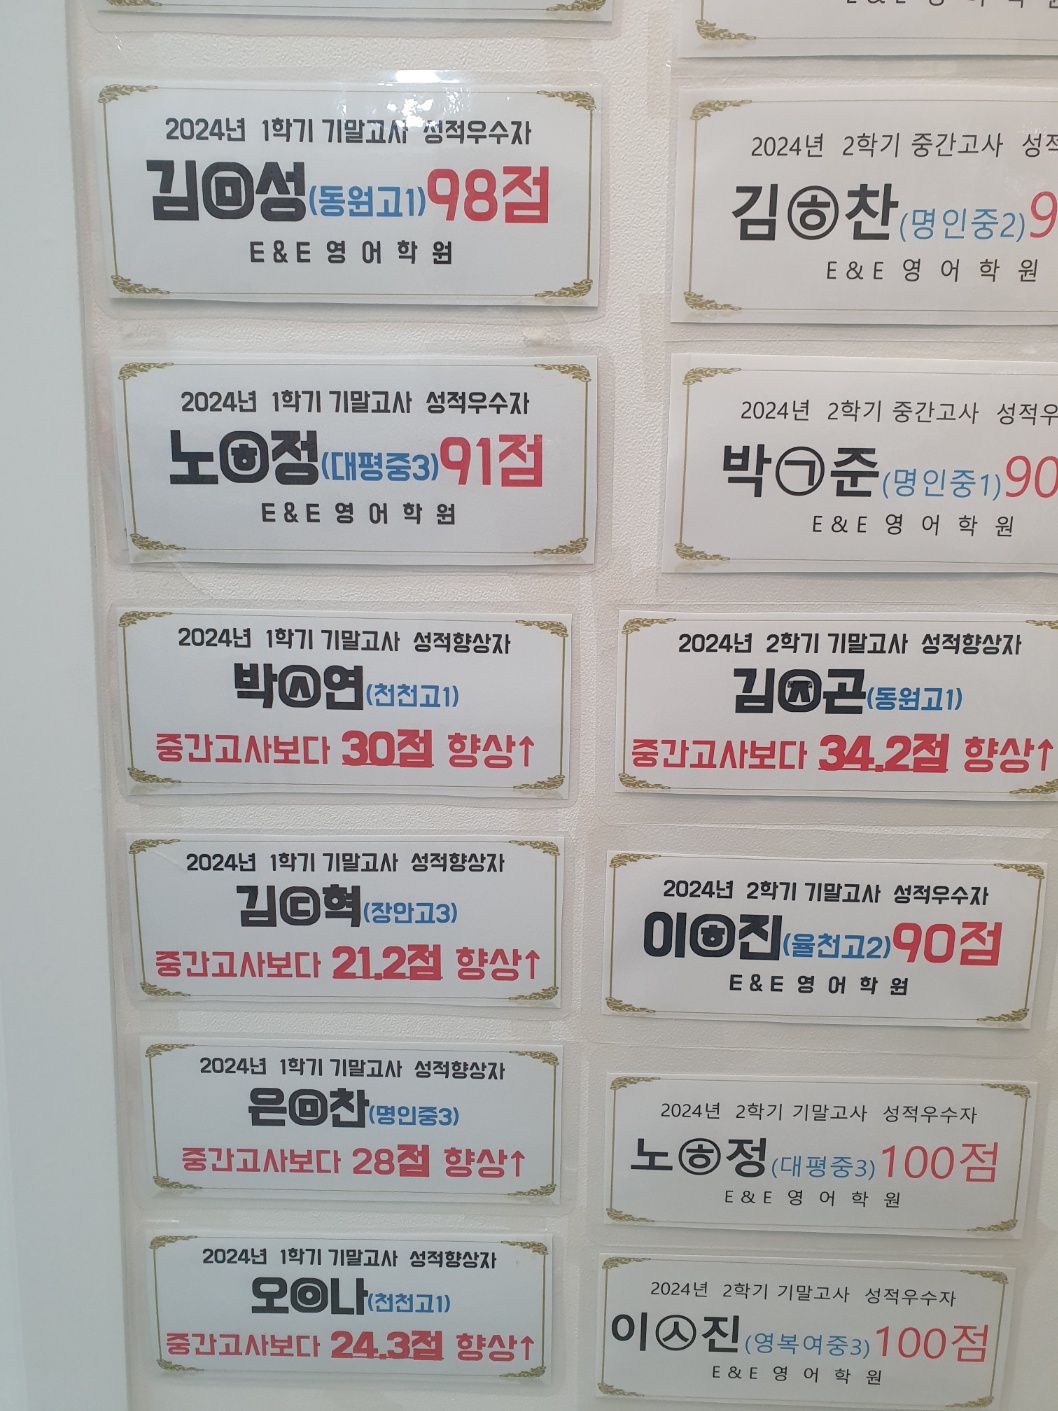 2024년 1학기 기말고사 성적우수자
김㉤성(동원고1)98점
E&E 영어학원
2024년 1학기 기말고사 성적우수자
노㉭정(대평중3)91점
E&E 영어학원
2024년 1학기 기말고사 성적향상자
박㉦연(천천고1)
중간고사보다 30점 향상↑
2024년 1학기 기말고사 성적향상자
김㉢혁(장안고3)
중간고사보다 21.2점 향상↑
2024년 1학기 기말고사 성적향상자
은㉤찬(명인중3)
중간고사보다 28점 향상↑
2024년 1학기 기말고사 성적향상자
오㉧나(천천고1)
중간고사보다 24.3점 향상↑
2024년 2학기 중간고사
김㉭찬(명인중2)
E&E 영어학원
2024년 2학기 중간고사
박㉠준(명인중1)90
E&E 영어학원
2024년 2학기 기말고사 성적향상자
김㉨곤(동원고1)
중간고사보다 34.2점 향상↑
2024년 2학기 기말고사 성적우수자
이㉭진(율천고2)90점
E&E 영어학원
2024년 2학기 기말고사 성적우수자
노㉭정(대평중3)100점
E&E 영어학원
2024년 2학기 기말고사 성적우수자
이㉦진(영복여중3)100점
E&E 영어학원